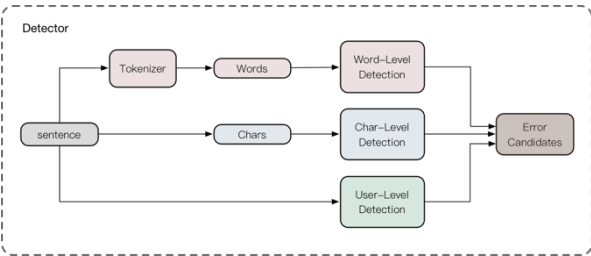 Detector
Tokenizer
Words
Word-Level
Detection
sentence
Chars
Char-Level
Detection
Error
Candidates
User-Level
Detection